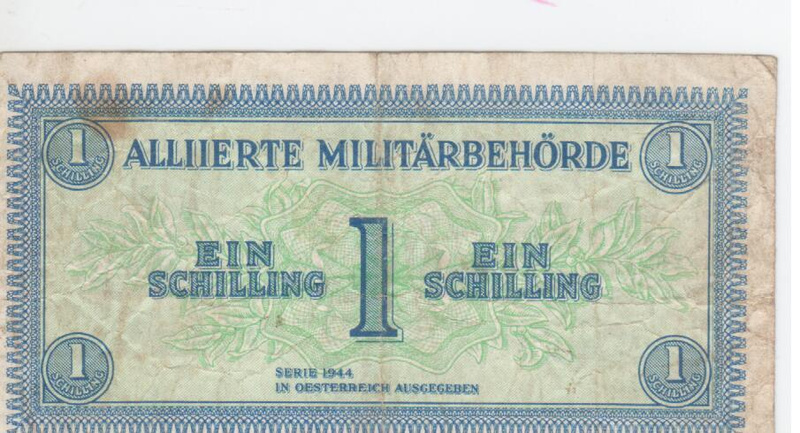 1 SCHILLING ALLIIERTE MILITÄRBEHÖRDE 1 SCHILLING
EIN 1 EIN
SCHILLING SCHILLING
SERIE 1944
IN OESTERREICH AUSGEGEBEN
1 SCHILLING 1 SCHILLING